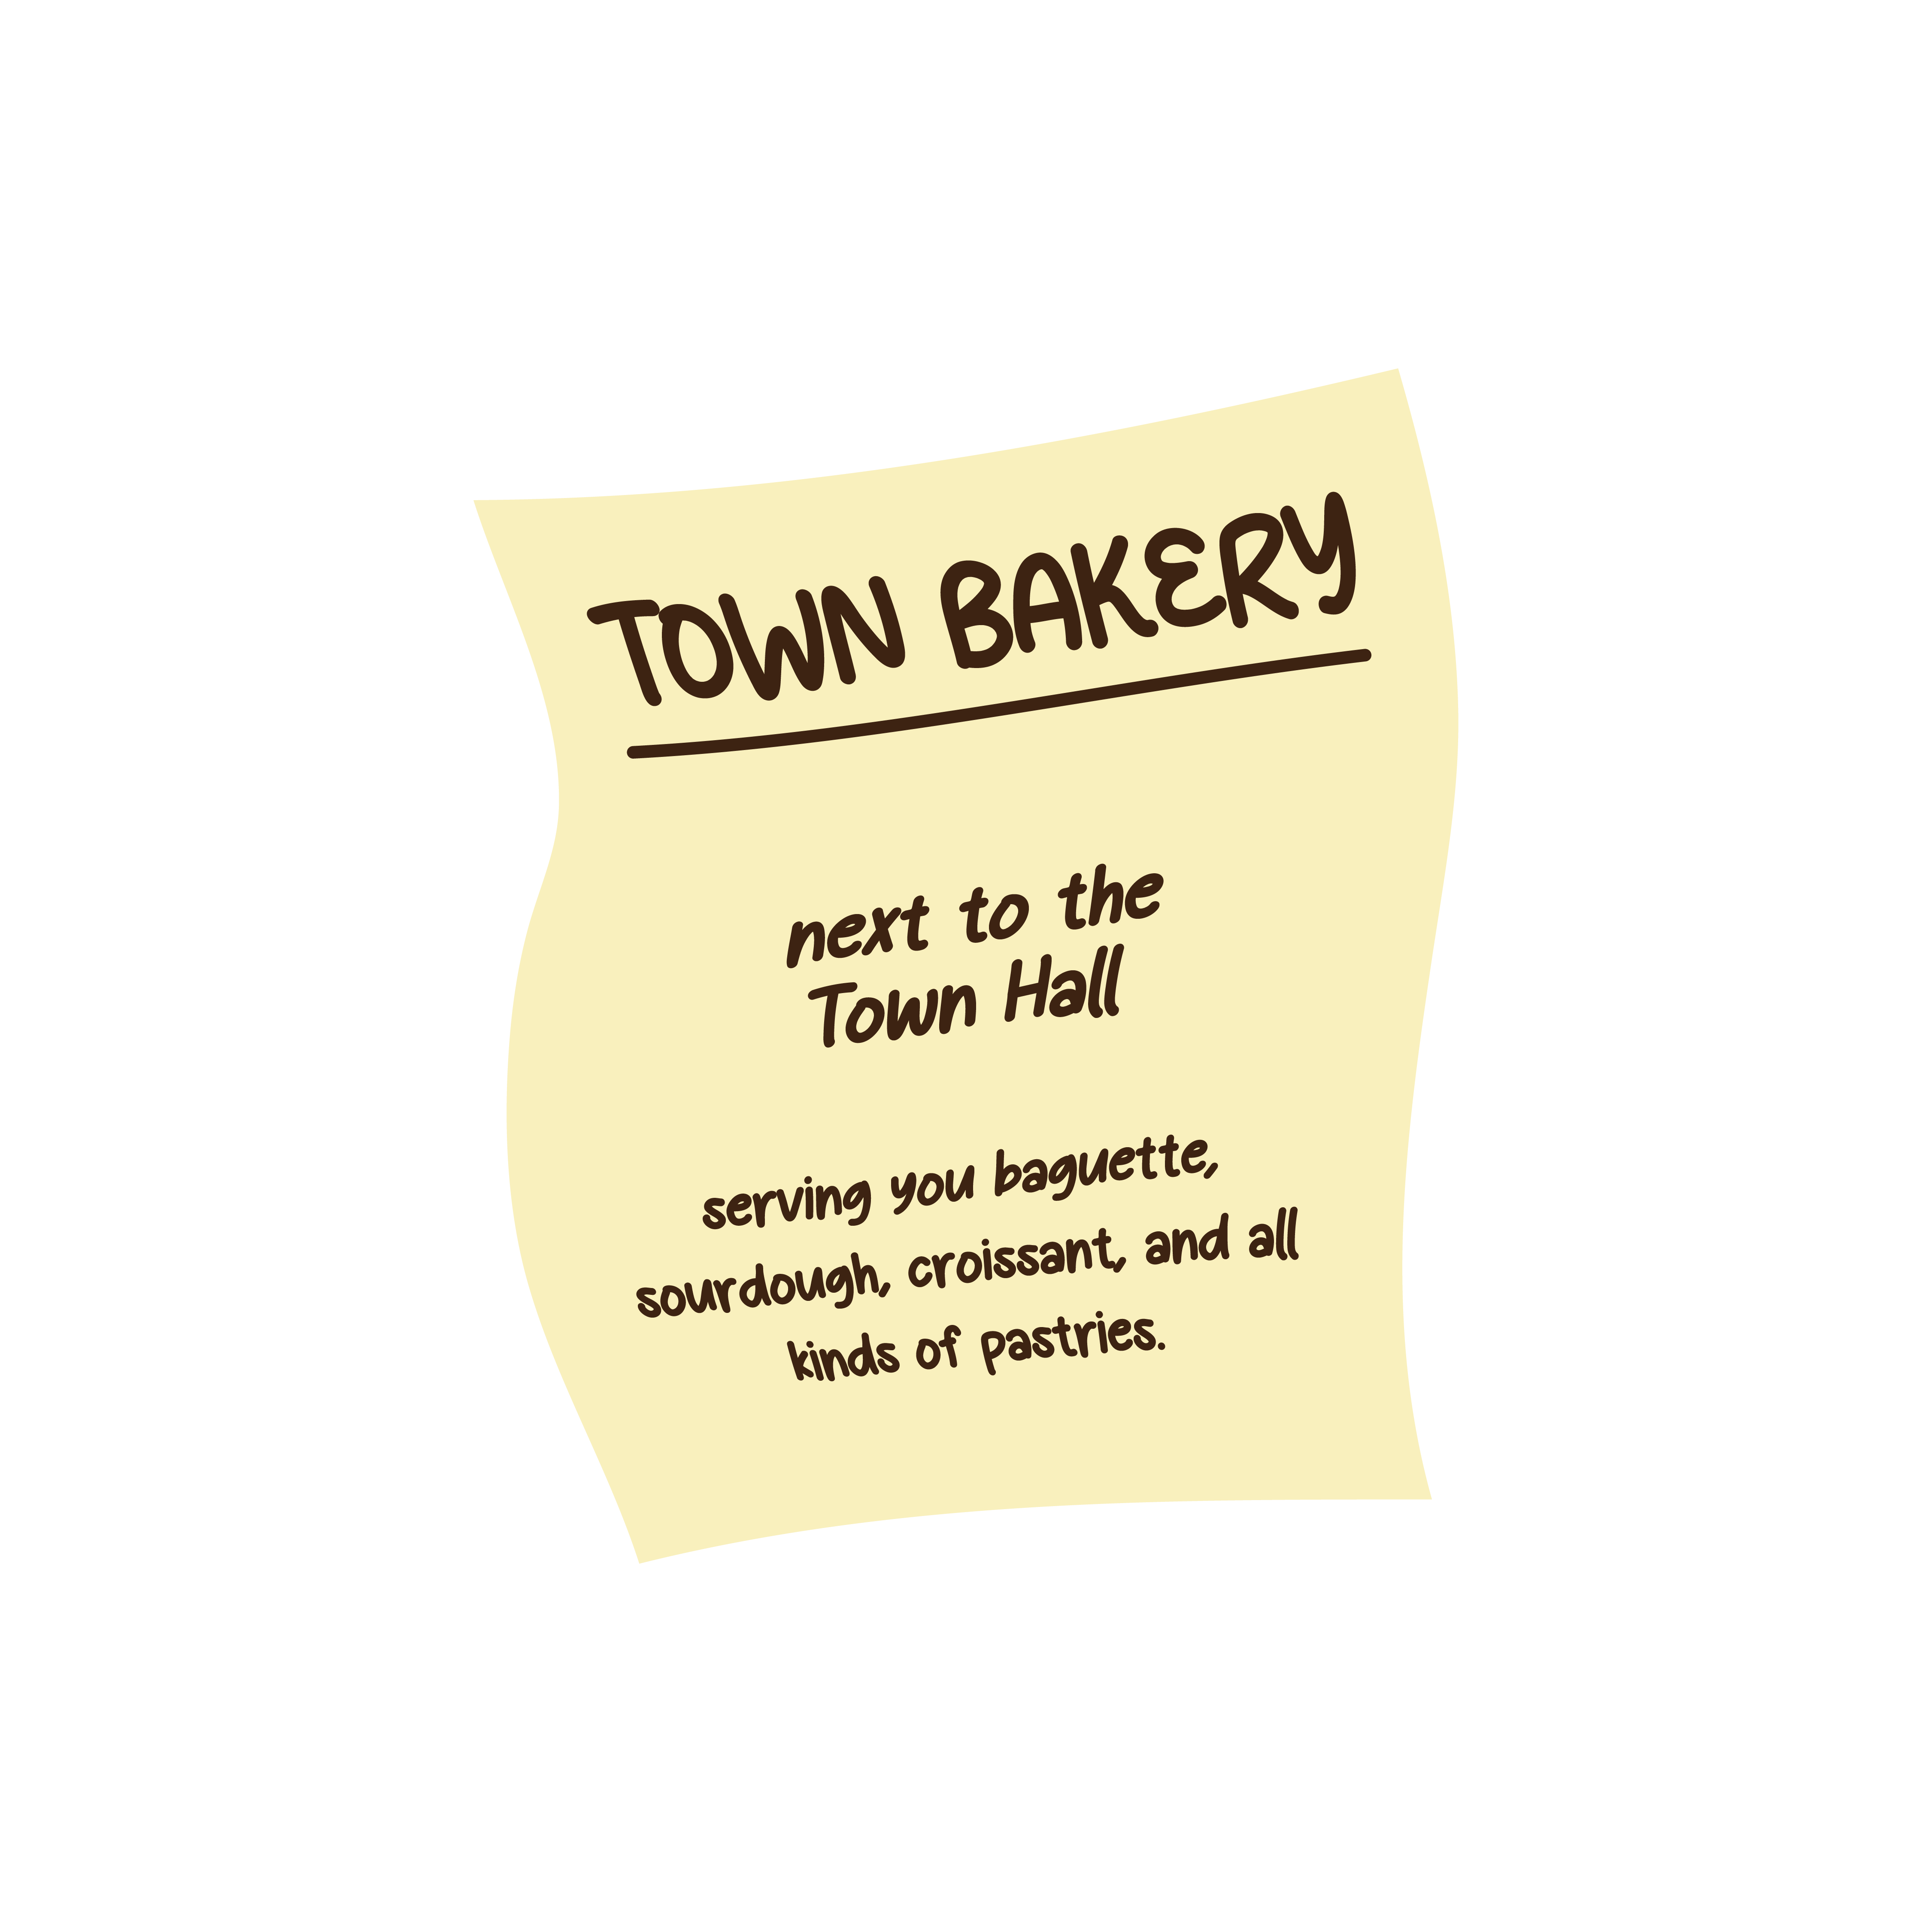 TOWN BAKERY
next to the
Town Hall
serving you baguette,
sourdough, croissant, and all
kinds of pastries.